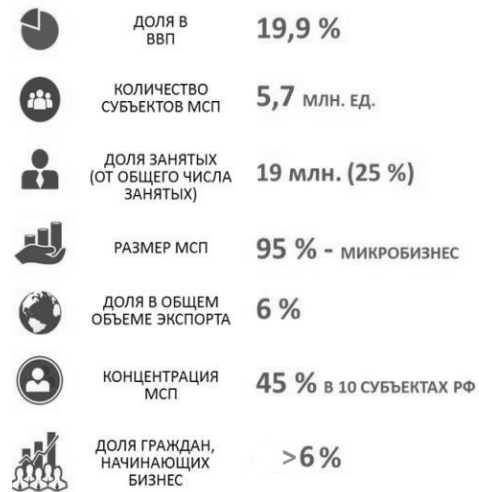 ДОЛЯ В
ВВП
19,9 %
КОЛИЧЕСТВО
СУБЪЕКТОВ МСП
5,7 МЛН. ЕД.
ДОЛЯ ЗАНЯТЫХ
(ОТ ОБЩЕГО ЧИСЛА
ЗАНЯТЫХ)
19 МЛН. (25 %)
РАЗМЕР МСП
95 % - МИКРОБИЗНЕС
ДОЛЯ В ОБЩЕМ
ОБЪЕМЕ ЭКСПОРТА
6 %
КОНЦЕНТРАЦИЯ
МСП
45 % В 10 СУБЪЕКТАХ РФ
ДОЛЯ ГРАЖДАН,
НАЧИНАЮЩИХ
БИЗНЕС
>6%